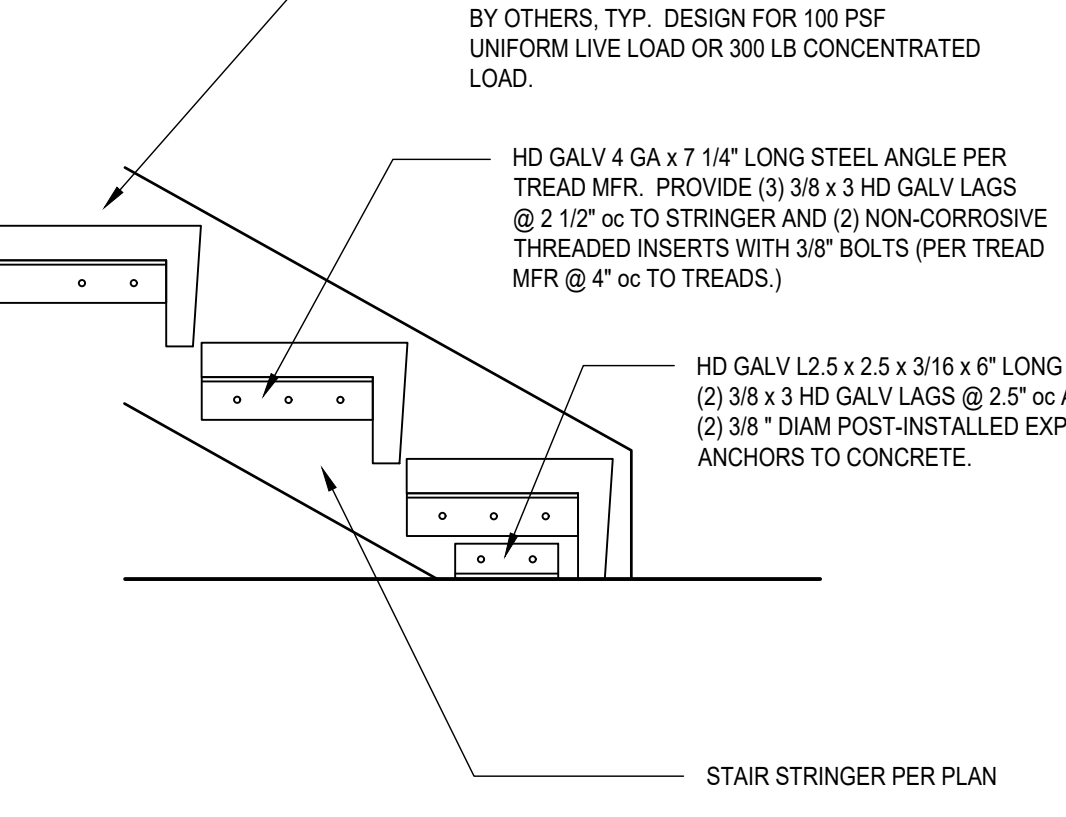 BY OTHERS, TYP. DESIGN FOR 100 PSF
UNIFORM LIVE LOAD OR 300 LB CONCENTRATED
LOAD.
HD GALV 4 GA x 7 1/4" LONG STEEL ANGLE PER
TREAD MFR. PROVIDE (3) 3/8 x 3 HD GALV LAGS
@ 2 1/2" oc TO STRINGER AND (2) NON-CORROSIVE
THREADED INSERTS WITH 3/8" BOLTS (PER TREAD
MFR @ 4" oc TO TREADS.)
HD GALV L2.5 x 2.5 x 3/16 x 6" LONG
(2) 3/8 x 3 HD GALV LAGS @ 2.5" oc
(2) 3/8 " DIAM POST-INSTALLED
ANCHORS TO CONCRETE.
STAIR STRINGER PER PLAN